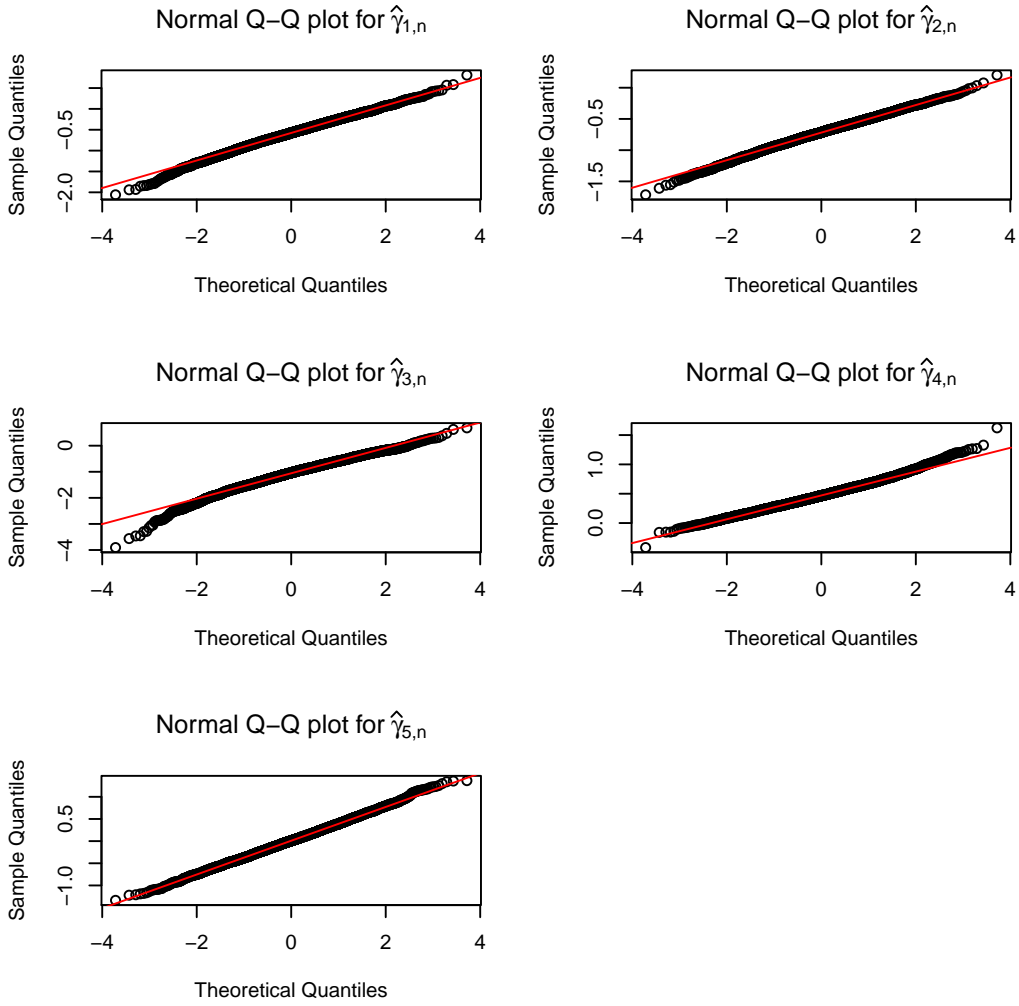 Normal Q−Q plot for γ̂1,n
Sample Quantiles
−0.5
−2.0
−4 −2 0 2 4
Theoretical Quantiles
Normal Q−Q plot for γ̂2,n
Sample Quantiles
−0.5
−1.5
−4 −2 0 2 4
Theoretical Quantiles
Normal Q−Q plot for γ̂3,n
Sample Quantiles
0
−2
−4
−4 −2 0 2 4
Theoretical Quantiles
Normal Q−Q plot for γ̂4,n
Sample Quantiles
1.0
0.0
−4 −2 0 2 4
Theoretical Quantiles
Normal Q−Q plot for γ̂5,n
Sample Quantiles
0.5
−1.0
−4 −2 0 2 4
Theoretical Quantiles